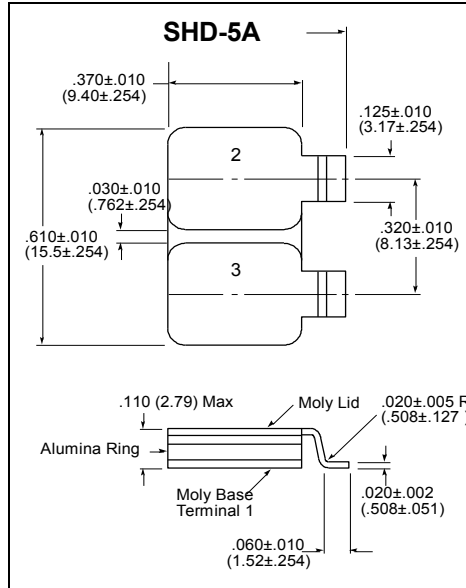 SHD-5A
.370±.010
(9.40±.254)
.125±.010
(3.17±.254)
2
.030±.010
(.762±.254)
.320±.010
(8.13±.254)
.610±.010
(15.5±.254)
3
.110 (2.79) Max
Moly Lid
.020±.005 R
(.508±.127 )
Alumina Ring
Moly Base
Terminal 1
.020±.002
(.508±.051)
.060±.010
(1.52±.254)